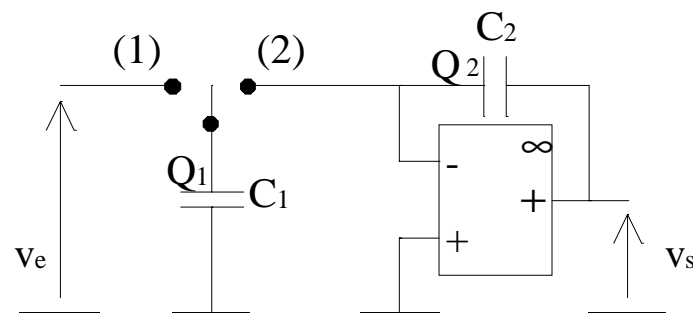 (1) (2) C2
Q2
∞
-
Q1 C1 +
+
ve vs